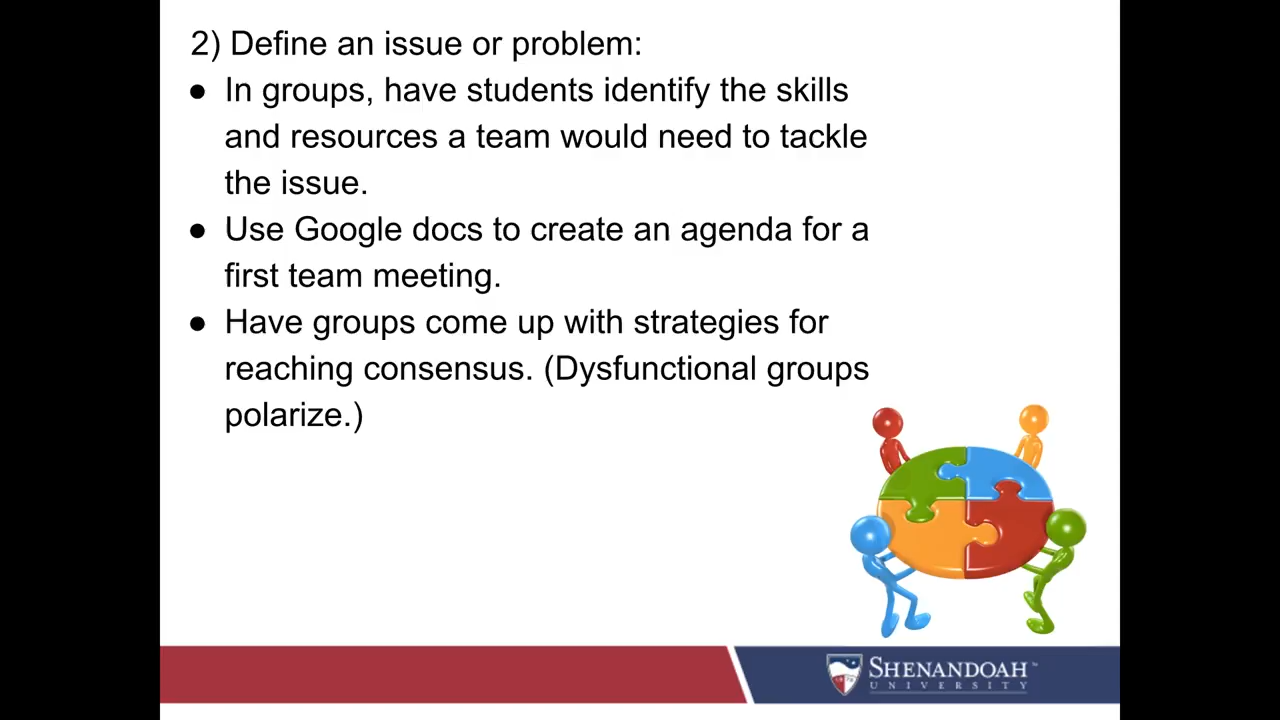 2) Define an issue or problem:
● In groups, have students identify the skills
and resources a team would need to tackle
the issue.
● Use Google docs to create an agenda for a
first team meeting.
● Have groups come up with strategies for
reaching consensus. (Dysfunctional groups
polarize.)
SHENANDOAH
UNIVERSITY